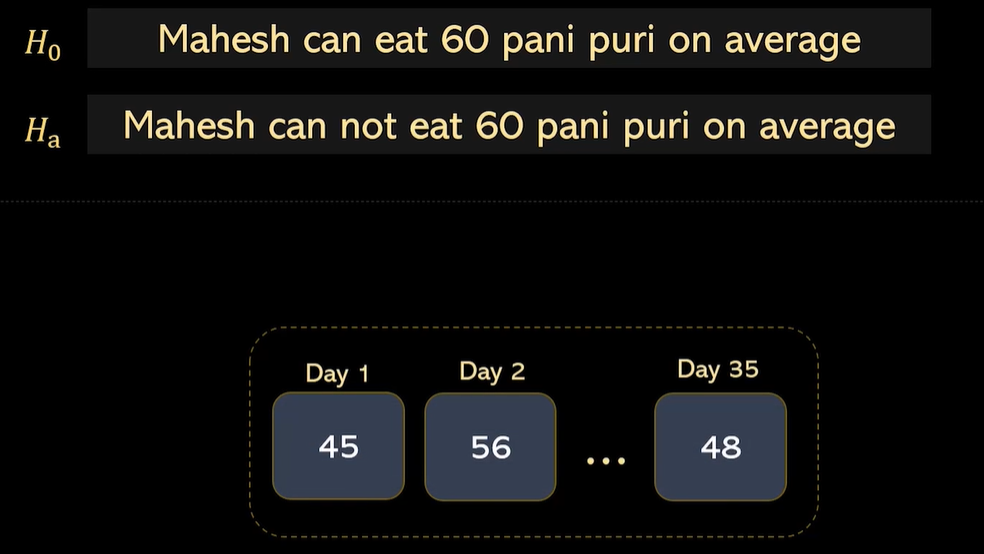 H₀ Mahesh can eat 60 pani puri on average
Hₐ Mahesh can not eat 60 pani puri on average
Day 1 Day 2 Day 35
45 56 ... 48